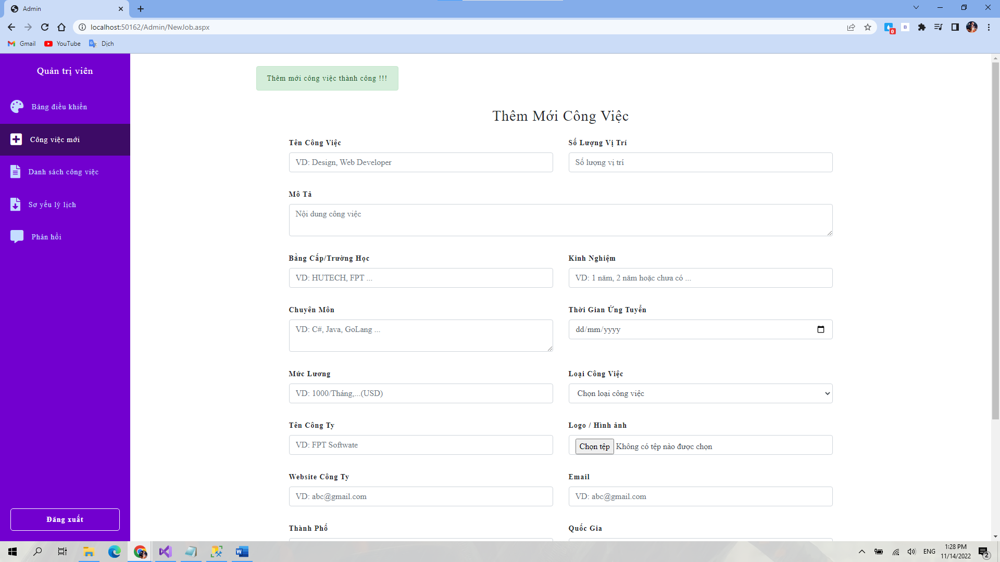 Admin
localhost:50162/Admin/NewJob.aspx
B
0
Gmail
YouTube
Dịch
Quản trị viên
Bảng điều khiển
Công việc mới
Danh sách công việc
Sơ yếu lý lịch
Phản hồi
Đăng xuất
Thêm mới công việc thành công !!!
Thêm Mới Công Việc
Tên Công Việc
Số Lượng Vị Trí
VD: Design, Web Developer
Số lượng vị trí
Mô Tả
Nội dung công việc
Bằng Cấp/Trường Học
Kinh Nghiệm
VD: HUTECH, FPT ...
VD: 1 năm, 2 năm hoặc chưa có ...
Chuyên Môn
Thời Gian Ứng Tuyển
VD: C#, Java, GoLang ...
dd/mm/yyyy
Mức Lương
Loại Công Việc
VD: 1000/Tháng,...(USD)
Chọn loại công việc
Tên Công Ty
Logo / Hình ảnh
VD: FPT Softwate
Chọn tệp Không có tệp nào được chọn
Website Công Ty
Email
VD: abc@gmail.com
VD: abc@gmail.com
Thành Phố
Quốc Gia
ENG
1:28 PM
11/14/2022
2